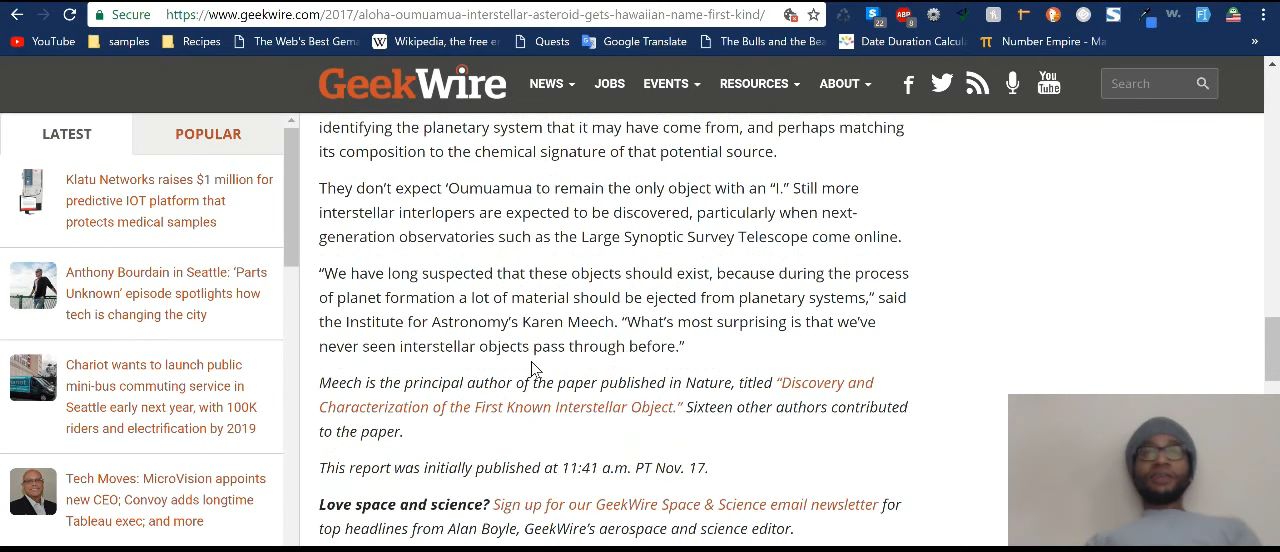 Secure
https://www.geekwire.com/2017/aloha-oumuamua-interstellar-asteroid-gets-hawaiian-name-first-kind/
22
ABP
YouTube
samples
Recipes
The Web's Best Gem
Wikipedia, the free e
Quests
Google Translate
The Bulls and the Be
Date Duration Calcul
Number Empire - Ma
»
GeekWire
NEWS
JOBS
EVENTS
RESOURCES
ABOUT
You
Tube
Search
LATEST
POPULAR
Klatu Networks raises $1 million for
predictive IOT platform that
protects medical samples
Anthony Bourdain in Seattle: ‘Parts
Unknown’ episode spotlights how
tech is changing the city
Chariot wants to launch public
mini-bus commuting service in
Seattle early next year, with 100K
riders and electrification by 2019
Tech Moves: MicroVision appoints
new CEO; Convoy adds longtime
Tableau exec; and more
identifying the planetary system that it may have come from, and perhaps matching
its composition to the chemical signature of that potential source.
They don’t expect ‘Oumuamua to remain the only object with an “I.” Still more
interstellar interlopers are expected to be discovered, particularly when next-
generation observatories such as the Large Synoptic Survey Telescope come online.
“We have long suspected that these objects should exist, because during the process
of planet formation a lot of material should be ejected from planetary systems,” said
the Institute for Astronomy’s Karen Meech. “What’s most surprising is that we’ve
never seen interstellar objects pass through before.”
Meech is the principal author of the paper published in Nature, titled “Discovery and
Characterization of the First Known Interstellar Object.” Sixteen other authors contributed
to the paper.
This report was initially published at 11:41 a.m. PT Nov. 17.
Love space and science? Sign up for our GeekWire Space & Science email newsletter for
top headlines from Alan Boyle, GeekWire’s aerospace and science editor.